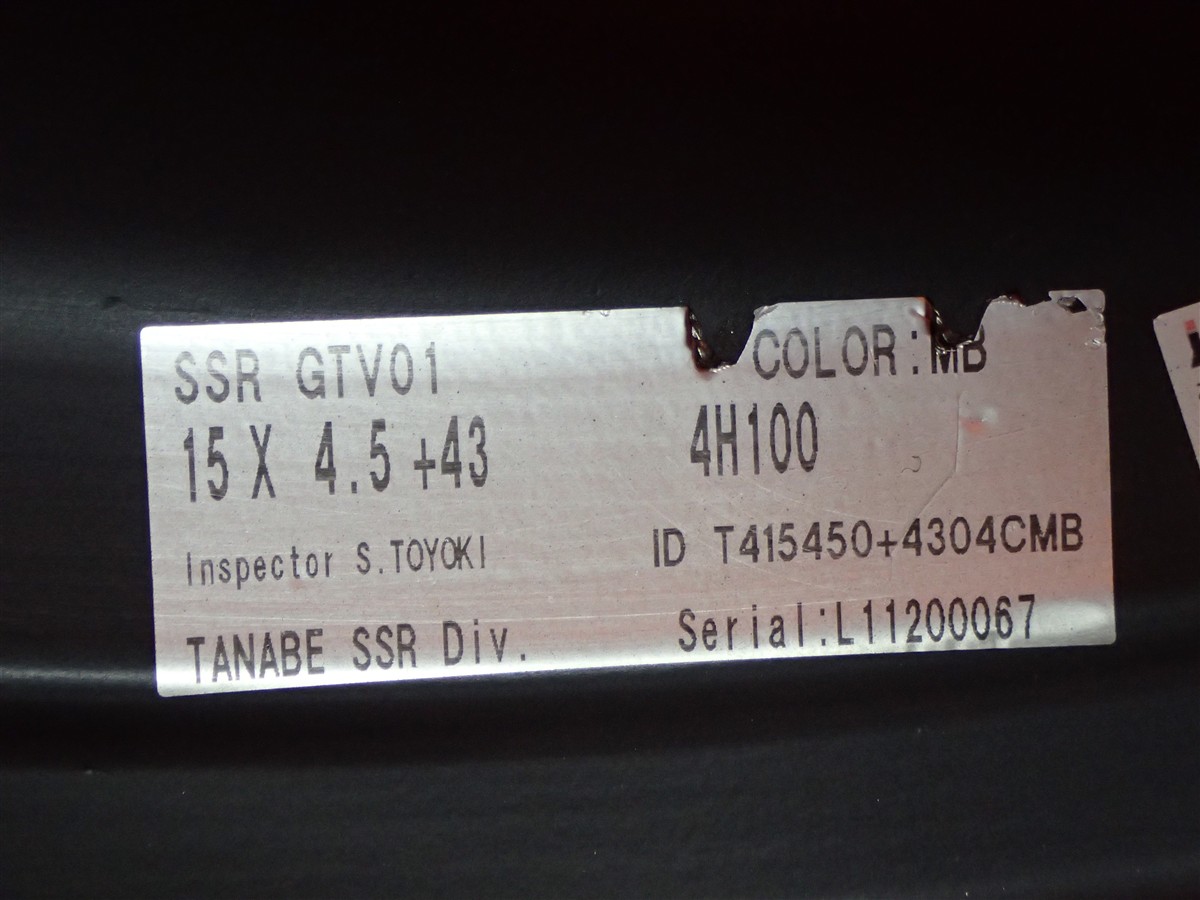 SSR GTV01 COLOR:MB
15 X 4.5 +43 4H100
Inspector S.TOYOKI ID T415450+4304CMB
TANABE SSR Div. Serial:L11200067